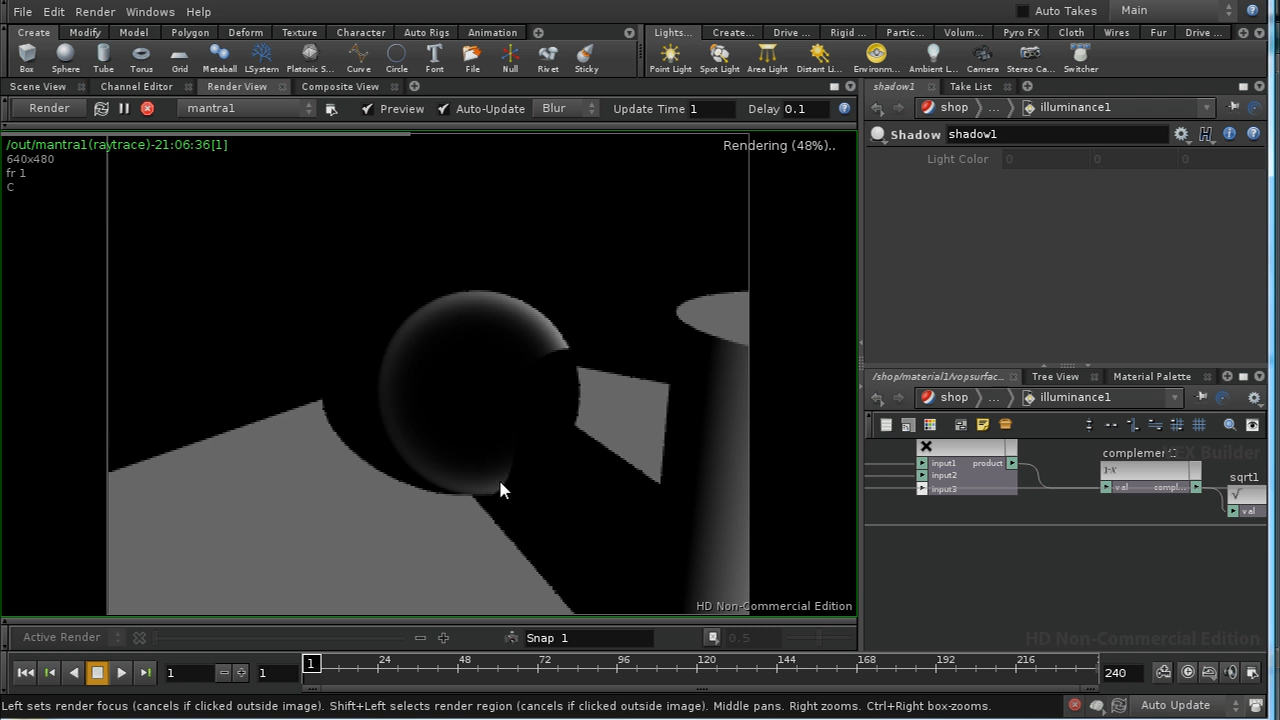 File Edit Render Windows Help Auto Takes Main
Create Modify Model Polygon Deform Texture Character Auto Rigs Animation Lights... Create... Drive ... Rigid ... Partic... Volum... Pyro FX Cloth Wires Fur Drive ...
Box Sphere Tube Torus Grid Metaball LSystem Platonic S... Curve Circle Font File Null Rivet Sticky Point Light Spot Light Area Light Distant Li... Environm... Ambient L... Camera Stereo Ca... Switcher
Scene View Channel Editor Render View Composite View shadow1 Take List
Render mantra1 Preview Auto-Update Blur Update Time 1 Delay 0.1 shop ... illuminance1
/out/mantra1(raytrace)-21:06:36[1] Rendering (48%)..
640x480
fr 1
C
Shadow shadow1
Light Color 0 0 0
/shop/material1/vopsurfac... Tree View Material Palette
shop ... illuminance1
VEX Builder
input1 product
input2
input3
complemen1
1-x
val compl...
sqrt1
val
HD Non-Commercial Edition
HD Non-Commercial Edition
Active Render Snap 1 0.5
1 1 1 24 48 72 96 120 144 168 192 216 240
Left sets render focus (cancels if clicked outside image). Shift+Left selects render region (cancels if clicked outside image). Middle pans. Right zooms. Ctrl+Right box-zooms. Auto Update